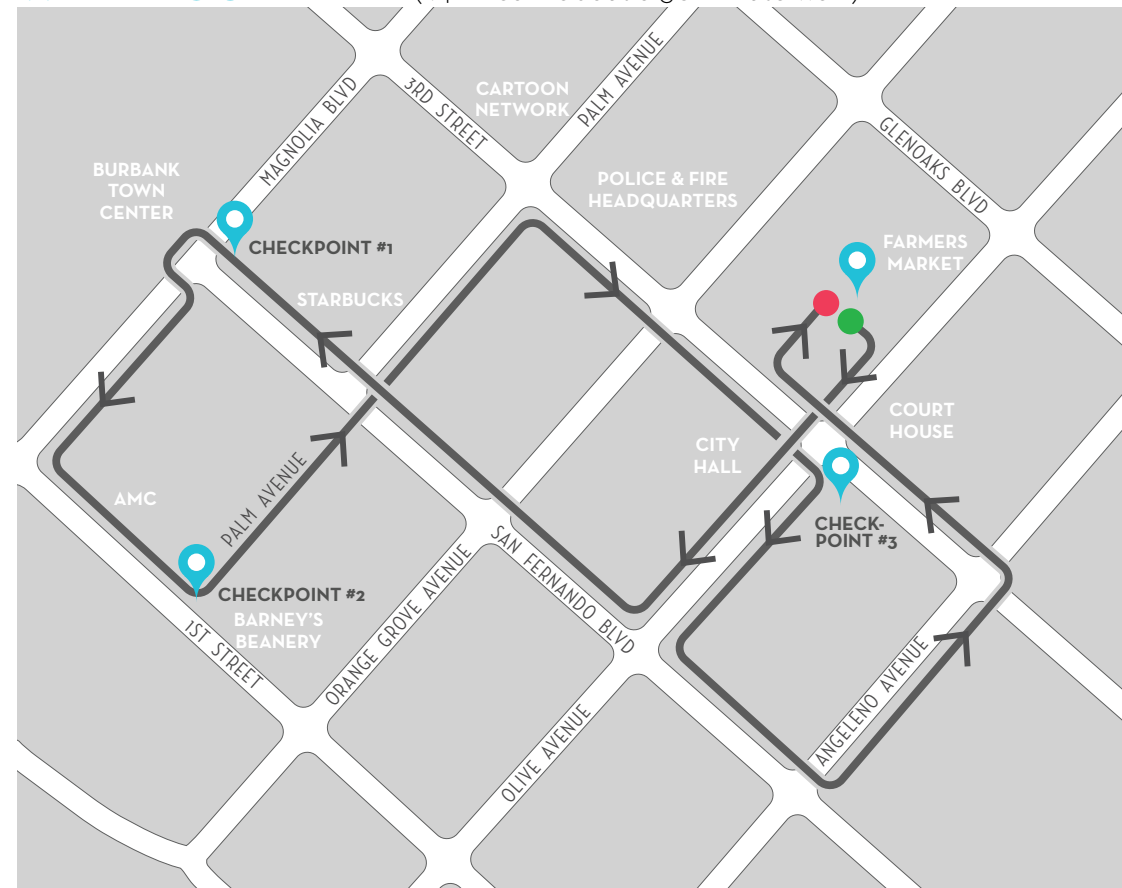 MAGNOLIA BLVD
3RD STREET
CARTOON
NETWORK
PALM AVENUE
GLENOAKS BLVD
BURBANK
TOWN
CENTER
POLICE & FIRE
HEADQUARTERS
CHECKPOINT #1
FARMERS
MARKET
STARBUCKS
COURT
HOUSE
CITY
HALL
AMC
PALM AVENUE
CHECK-
POINT #3
SAN FERNANDO BLVD
CHECKPOINT #2
BARNEY'S
BEANERY
1ST STREET
ORANGE GROVE AVENUE
ANGELENO AVENUE
OLIVE AVENUE